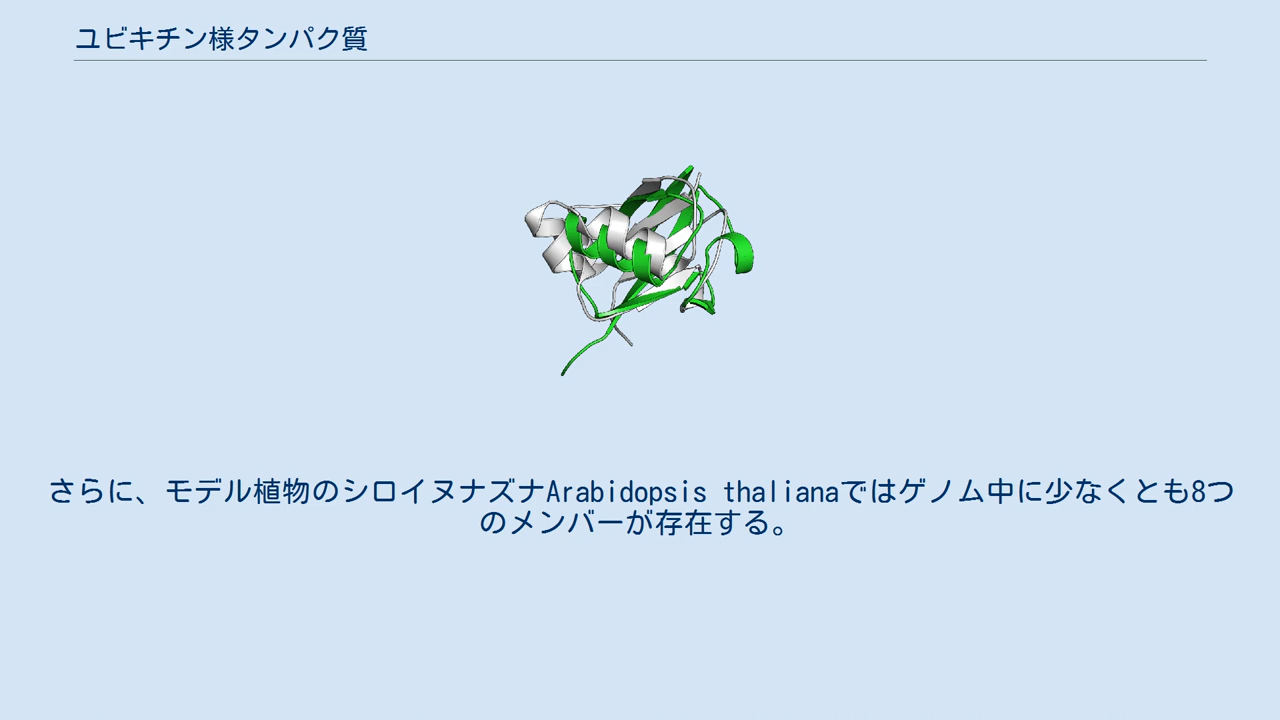 ユビキチン様タンパク質
さらに、モデル植物のシロイヌナズナArabidopsis thalianaではゲノム中に少なくとも8つ
のメンバーが存在する。